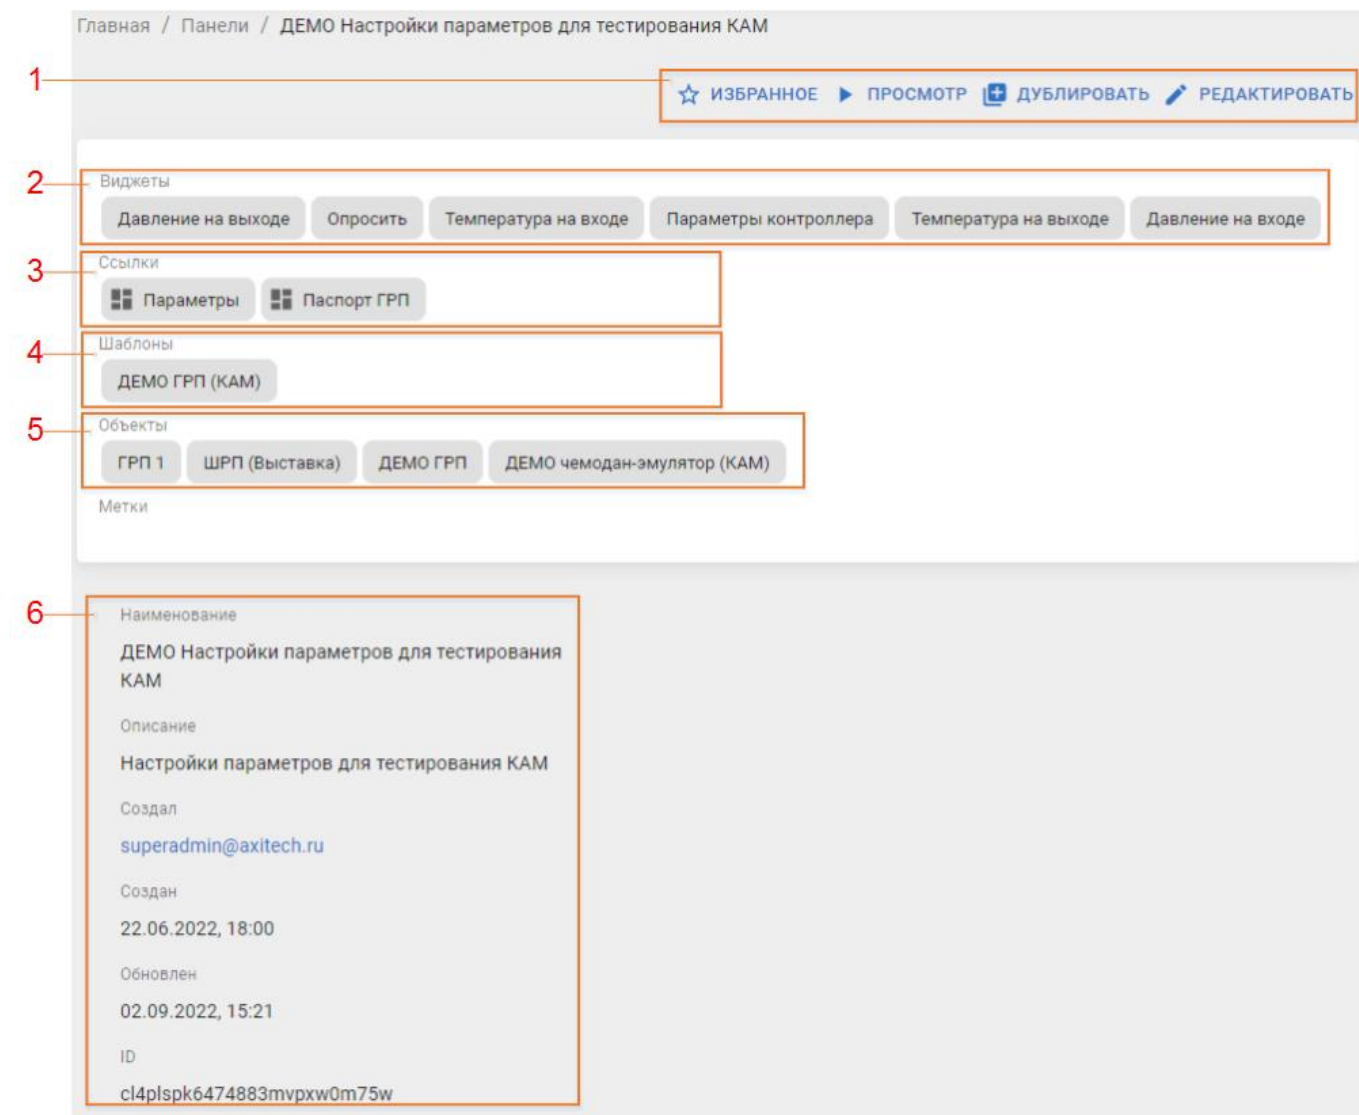 Главная / Панели / ДЕМО Настройки параметров для тестирования КАМ
1
ИЗБРАННОЕ ПРОСМОТР ДУБЛИРОВАТЬ РЕДАКТИРОВАТЬ
2
Виджеты
Давление на выходе Опросить Температура на входе Параметры контроллера Температура на выходе Давление на входе
3
Ссылки
Параметры Паспорт ГРП
4
Шаблоны
ДЕМО ГРП (КАМ)
5
Объекты
ГРП 1 ШРП (Выставка) ДЕМО ГРП ДЕМО чемодан-эмулятор (КАМ)
Метки
6
Наименование
ДЕМО Настройки параметров для тестирования
КАМ
Описание
Настройки параметров для тестирования КАМ
Создал
superadmin@axitech.ru
Создан
22.06.2022, 18:00
Обновлен
02.09.2022, 15:21
ID
cl4plspk6474883mvpxw0m75w